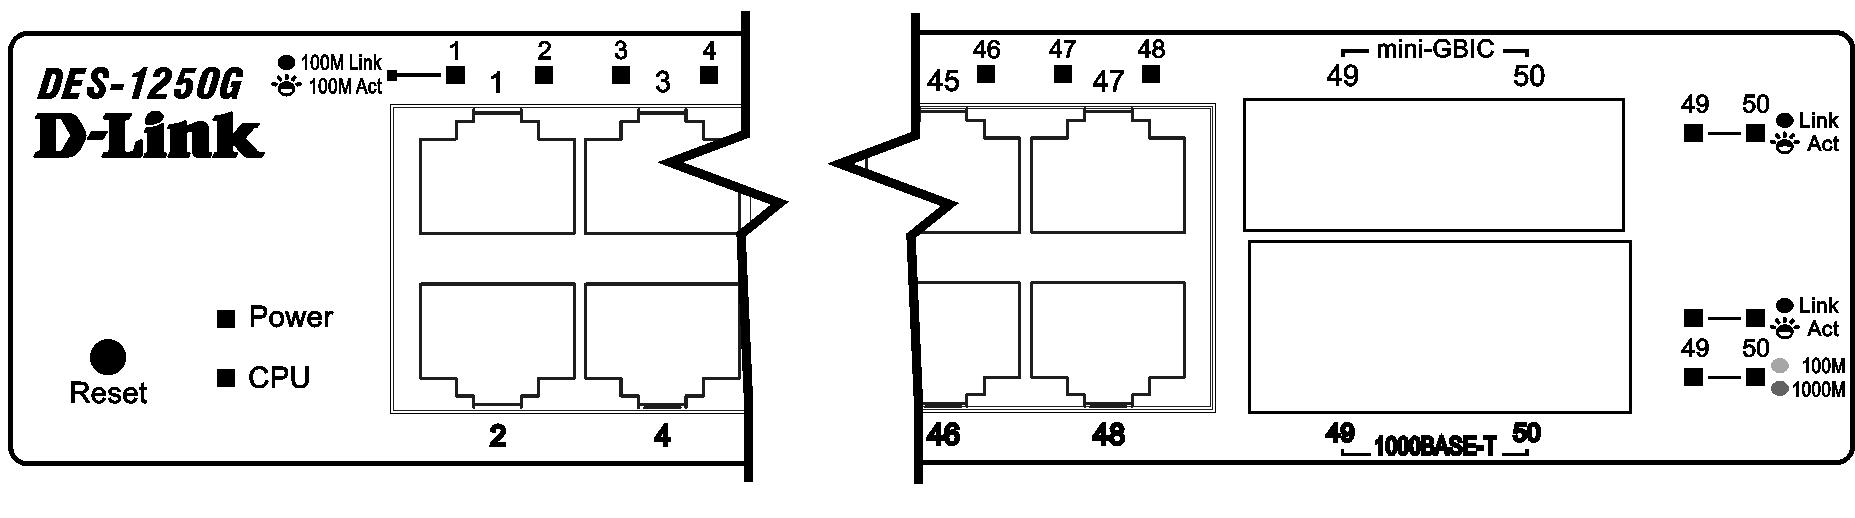 DES-1250G
D-Link
100M Link
100M Act
1 2 3 4
1 3
46 47 48
45 47
mini-GBIC
49 50
49 50
Link
Act
Power
CPU
Reset
2 4
46 48
49 50
1000BASE-T
Link
Act
49 50
100M
1000M